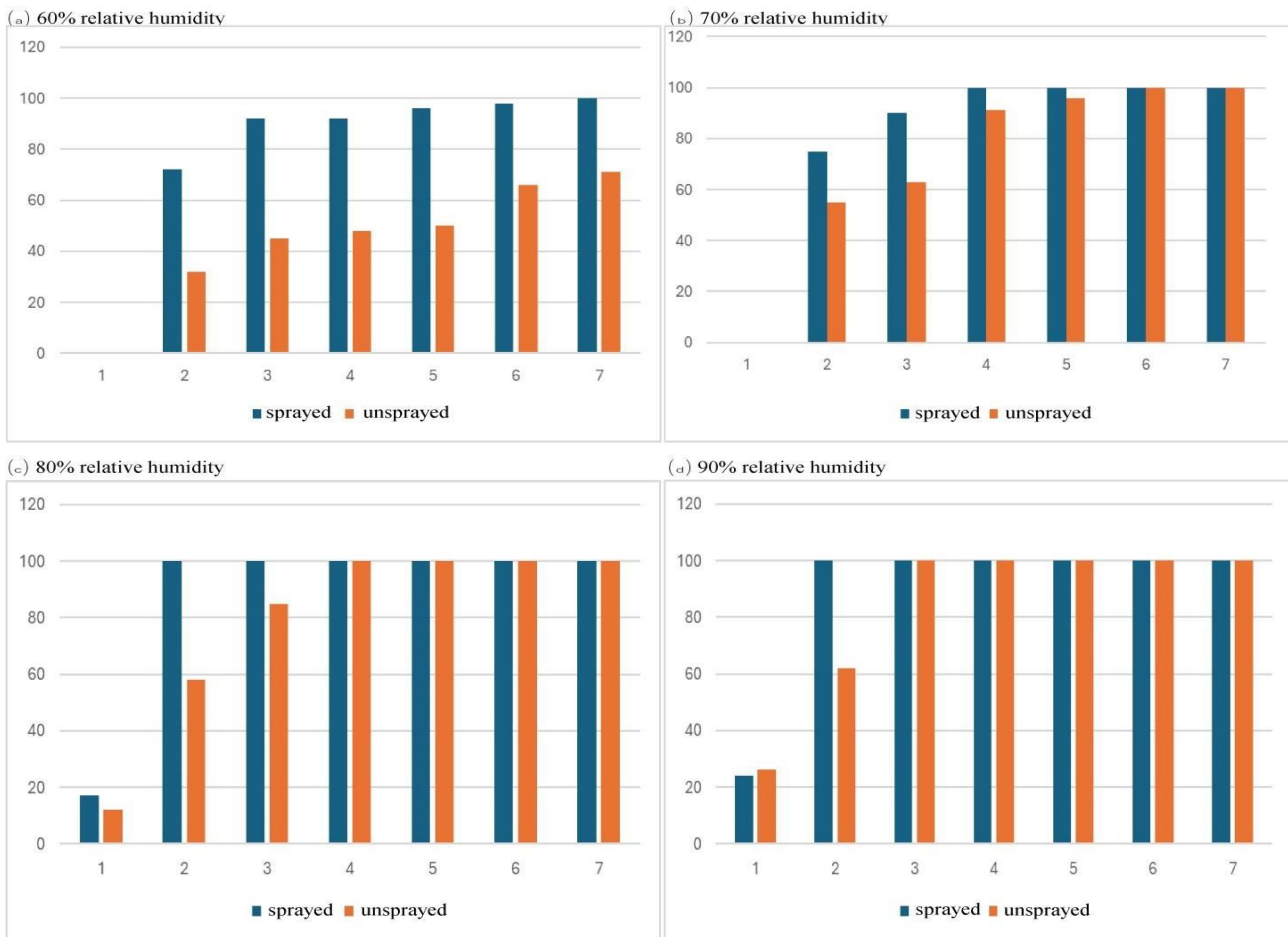 (a) 60% relative humidity
120
100
80
60
40
20
0
1 2 3 4 5 6 7
sprayed unsprayed
(b) 70% relative humidity
120
100
80
60
40
20
0
1 2 3 4 5 6 7
sprayed unsprayed
(c) 80% relative humidity
120
100
80
60
40
20
0
1 2 3 4 5 6 7
sprayed unsprayed
(d) 90% relative humidity
120
100
80
60
40
20
0
1 2 3 4 5 6 7
sprayed unsprayed